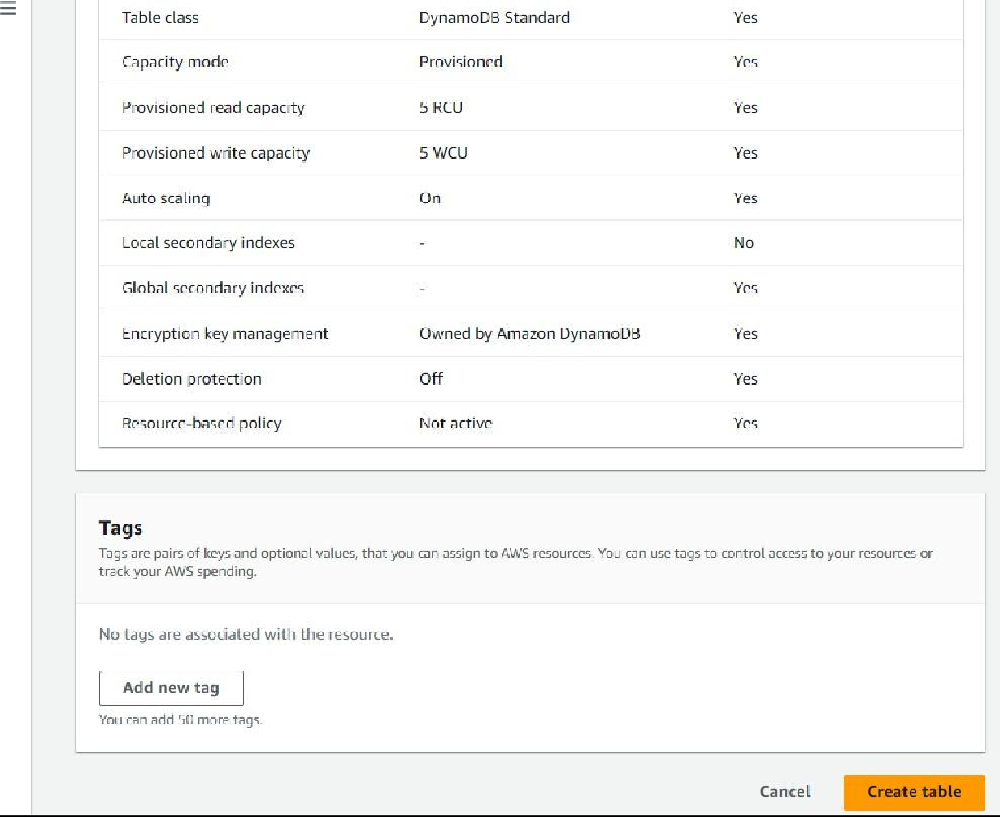 Table class DynamoDB Standard Yes
Capacity mode Provisioned Yes
Provisioned read capacity 5 RCU Yes
Provisioned write capacity 5 WCU Yes
Auto scaling On Yes
Local secondary indexes - No
Global secondary indexes - Yes
Encryption key management Owned by Amazon DynamoDB Yes
Deletion protection Off Yes
Resource-based policy Not active Yes
Tags
Tags are pairs of keys and optional values, that you can assign to AWS resources. You can use tags to control access to your resources or
track your AWS spending.
No tags are associated with the resource.
Add new tag
You can add 50 more tags.
Cancel Create table